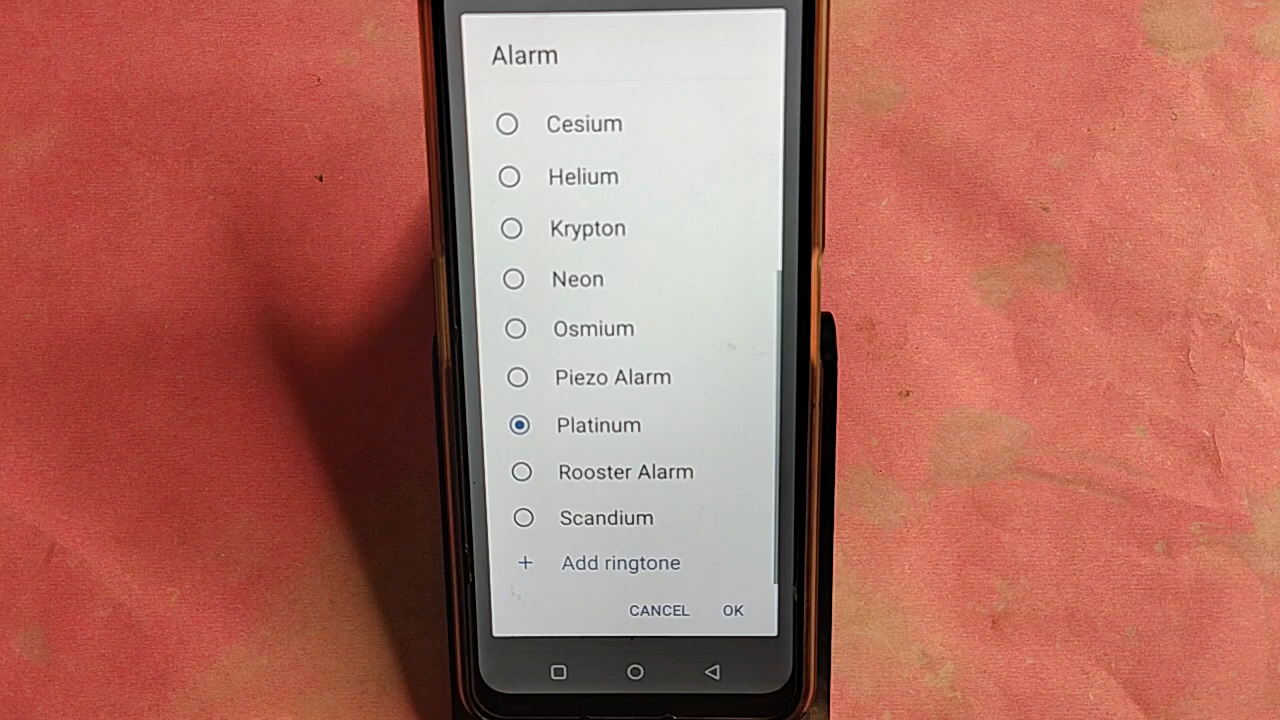 Alarm
Cesium
Helium
Krypton
Neon
Osmium
Piezo Alarm
Platinum
Rooster Alarm
Scandium
+ Add ringtone
CANCEL OK